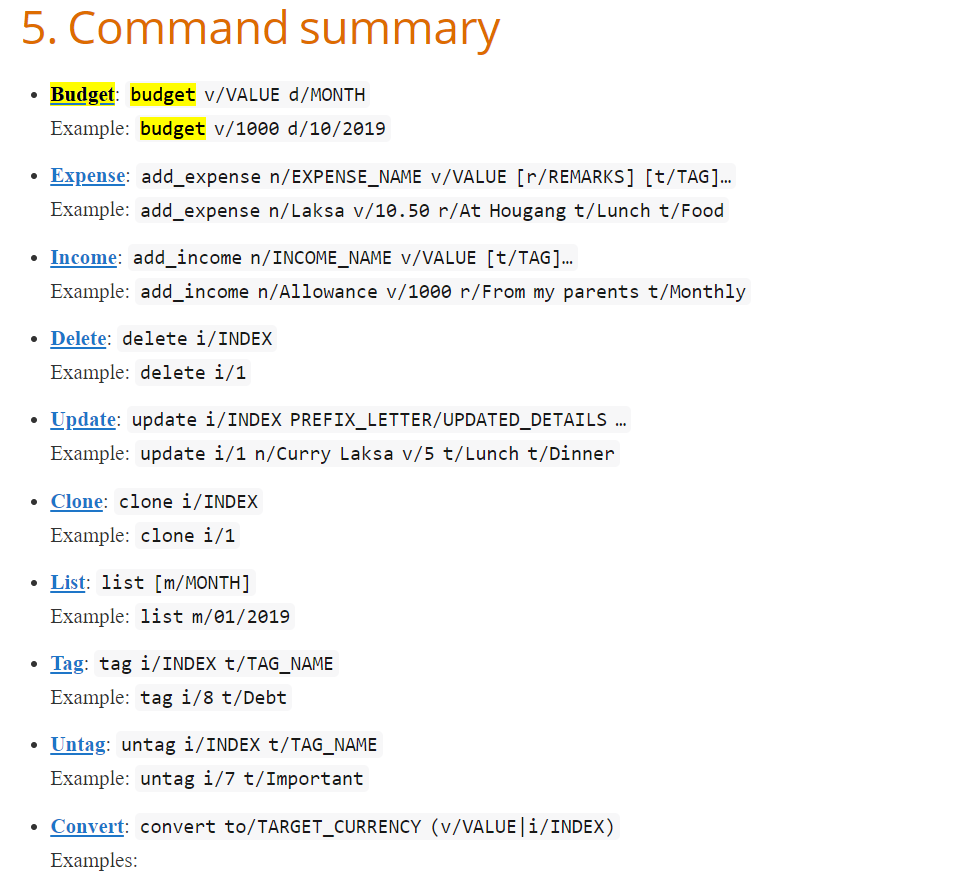 5. Command summary
• Budget: budget v/VALUE d/MONTH
Example: budget v/1000 d/10/2019
• Expense: add_expense n/EXPENSE_NAME v/VALUE [r/REMARKS] [t/TAG]…
Example: add_expense n/Laksa v/10.50 r/At Hougang t/Lunch t/Food
• Income: add_income n/INCOME_NAME v/VALUE [t/TAG]…
Example: add_income n/Allowance v/1000 r/From my parents t/Monthly
• Delete: delete i/INDEX
Example: delete i/1
• Update: update i/INDEX PREFIX_LETTER/UPDATED_DETAILS …
Example: update i/1 n/Curry Laksa v/5 t/Lunch t/Dinner
• Clone: clone i/INDEX
Example: clone i/1
• List: list [m/MONTH]
Example: list m/01/2019
• Tag: tag i/INDEX t/TAG_NAME
Example: tag i/8 t/Debt
• Untag: untag i/INDEX t/TAG_NAME
Example: untag i/7 t/Important
• Convert: convert to/TARGET_CURRENCY (v/VALUE|i/INDEX)
Examples: